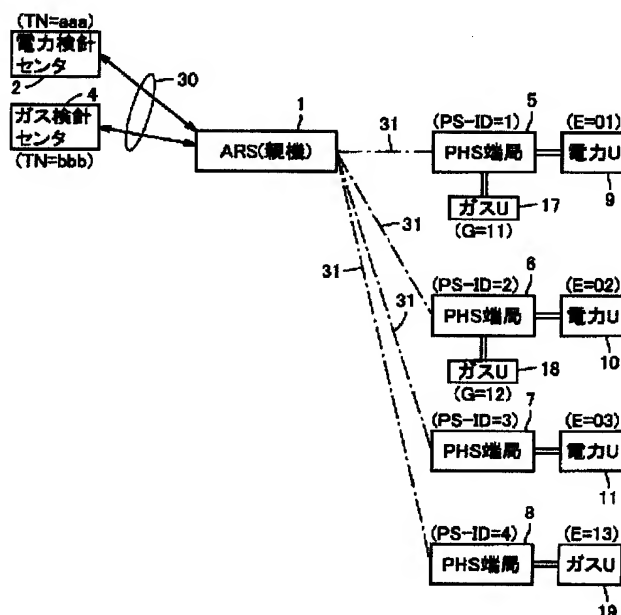 (TN=aaa)
電力検針
センタ
2
30
4
ガス検針
センタ
(TN=bbb)
1
ARS(親機)
31
(PS-ID=1)
5
(E=01)
PHS端局
電力U
9
ガスU
17
(G=11)
31
31
(PS-ID=2)
6
(E=02)
PHS端局
電力U
10
31
ガスU
18
(G=12)
(PS-ID=3)
7
(E=03)
PHS端局
電力U
11
(PS-ID=4)
8
(E=13)
PHS端局
ガスU
19